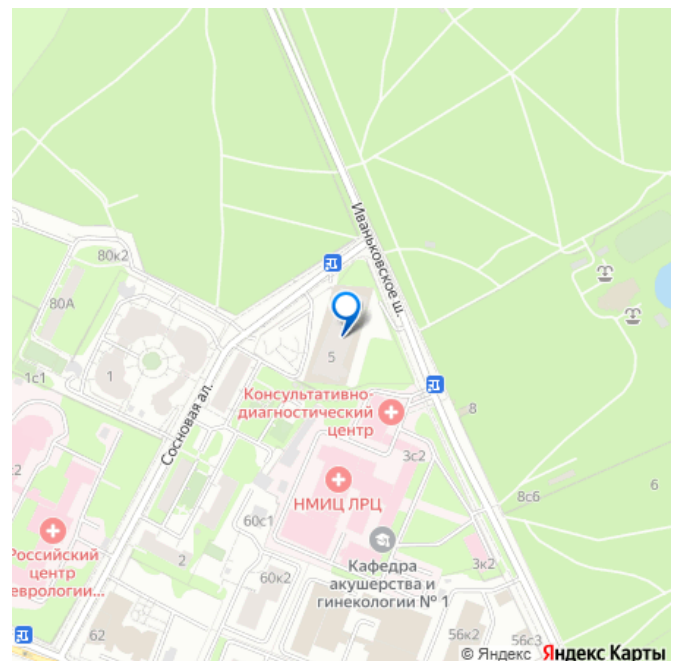 Иваньковское ш.
80к2
80А
5
1
1с1
Сосновая ал.
Консультативно-
диагностический
центр
8
3с2
2
НМИЦ ЛРЦ
8с6
6
60с1
Российский
центр
еврологии...
2
Кафедра
акушерства и
гинекологии № 1
3к2
60к2
62
56к2
56с3
© Яндекс Яндекс Карты